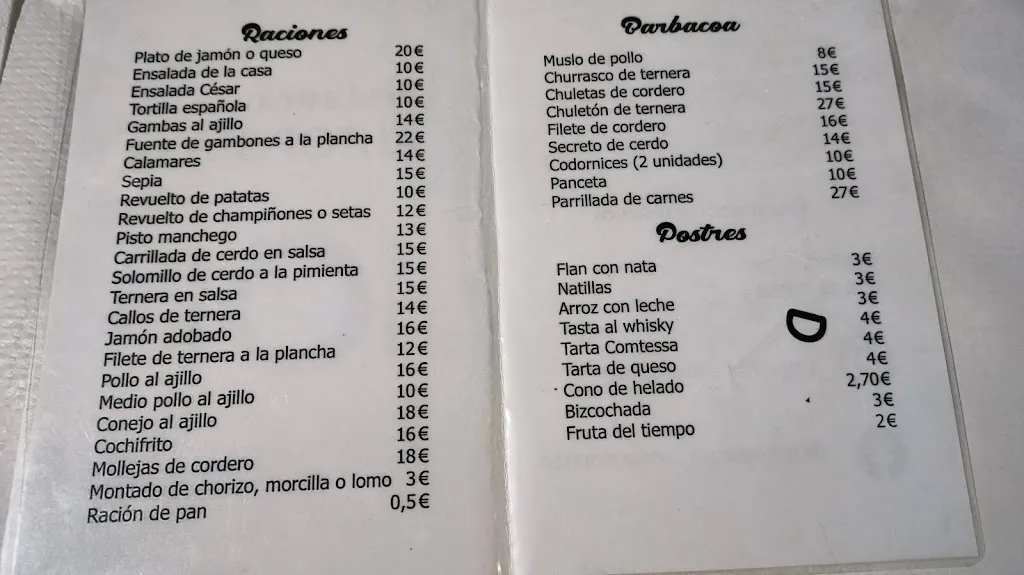 Raciones
Plato de jamón o queso 20€
Ensalada de la casa 10€
Ensalada César 10€
Tortilla española 10€
Gambas al ajillo 14€
Fuente de gambones a la plancha 22€
Calamares 14€
Sepia 15€
Revuelto de patatas 10€
Revuelto de champiñones o setas 12€
Pisto manchego 13€
Carrillada de cerdo en salsa 15€
Solomillo de cerdo a la pimienta 15€
Ternera en salsa 15€
Callos de ternera 14€
Jamón adobado 16€
Filete de ternera a la plancha 12€
Pollo al ajillo 16€
Medio pollo al ajillo 10€
Conejo al ajillo 18€
Cochifrito 16€
Mollejas de cordero 18€
Montado de chorizo, morcilla o lomo 3€
Ración de pan 0,5€
Barbacoa
Muslo de pollo 8€
Churrasco de ternera 15€
Chuletas de cordero 15€
Chuletón de ternera 27€
Filete de cordero 16€
Secreto de cerdo 14€
Codornices (2 unidades) 10€
Panceta 10€
Parrillada de carnes 27€
Postres
Flan con nata 3€
Natillas 3€
Arroz con leche 3€
Tasta al whisky 4€
Tarta Comtessa 4€
Tarta de queso 4€
Cono de helado 2,70€
Bizcochada 3€
Fruta del tiempo 2€
D